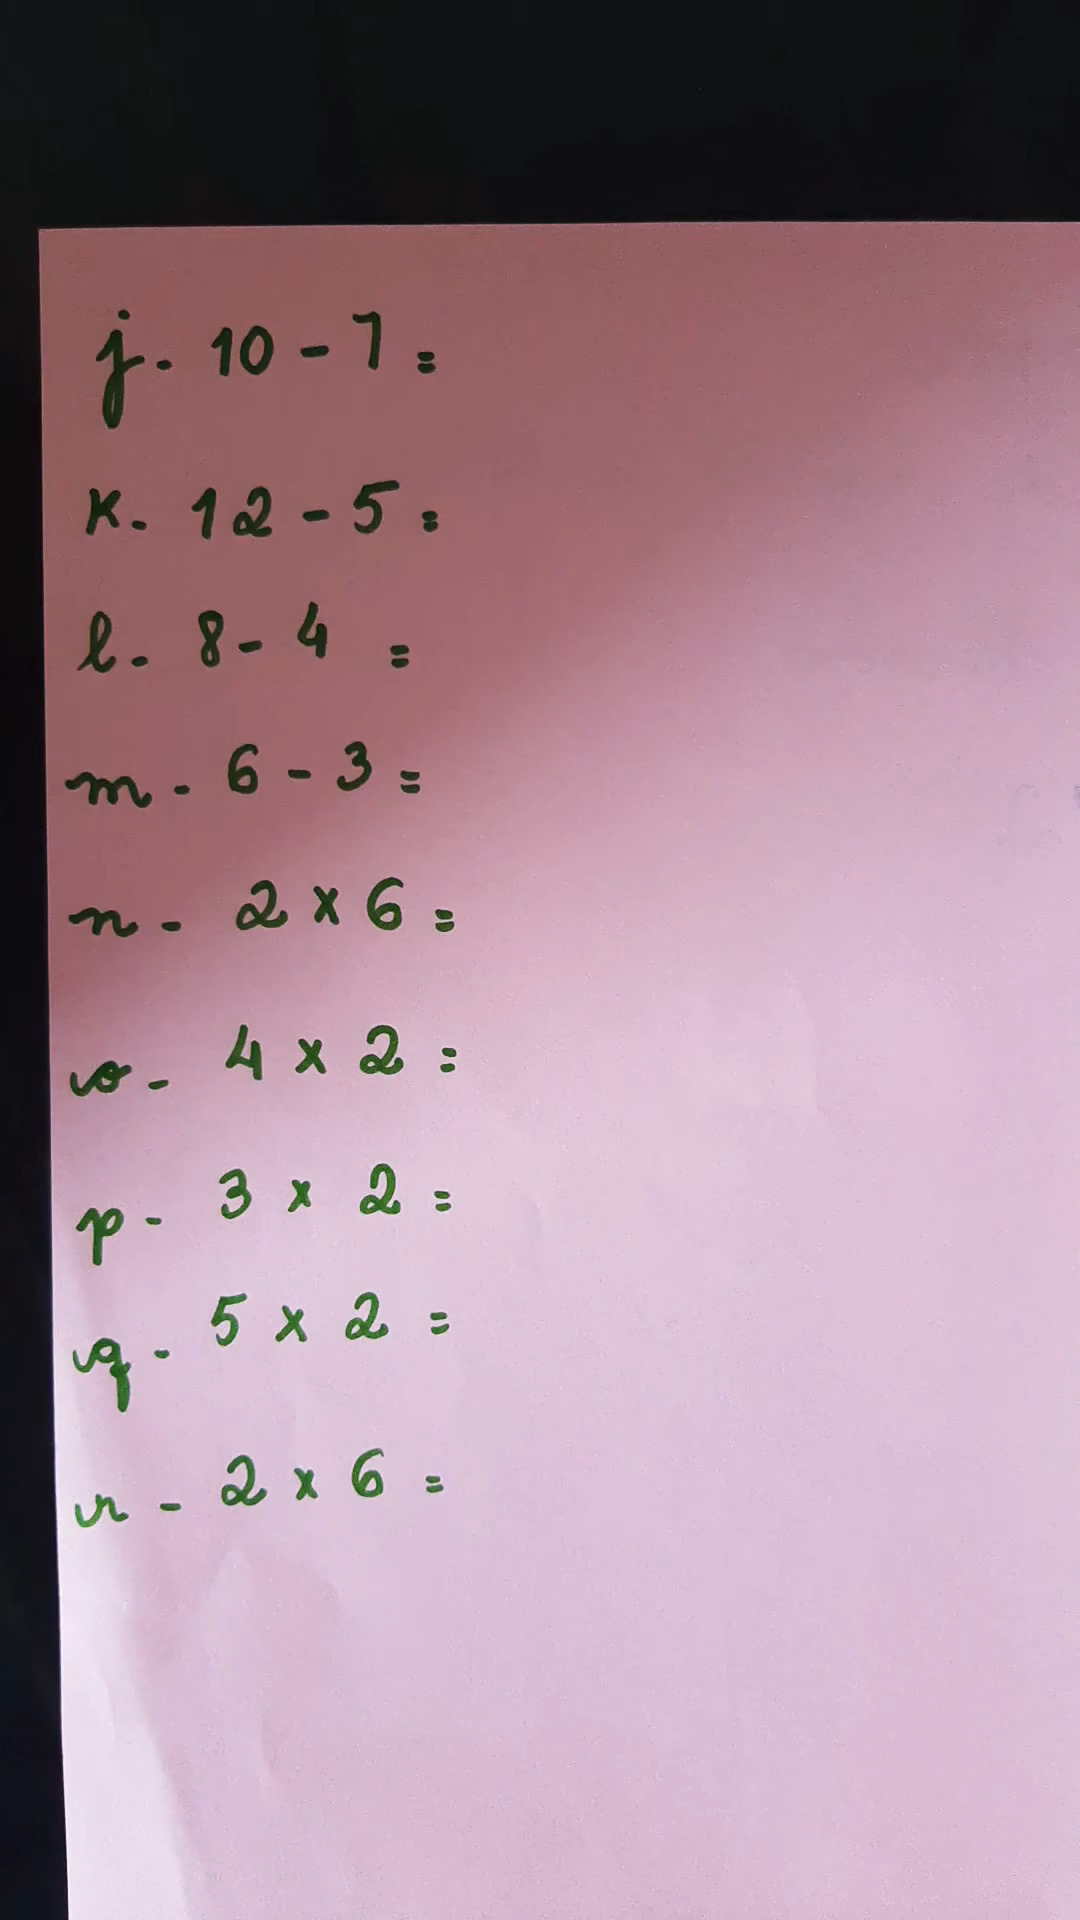 j. 10 - 7 =
k. 12 - 5 =
l. 8 - 4 =
m. 6 - 3 =
n. 2 x 6 =
o. 4 x 2 =
p. 3 x 2 =
q. 5 x 2 =
r. 2 x 6 =